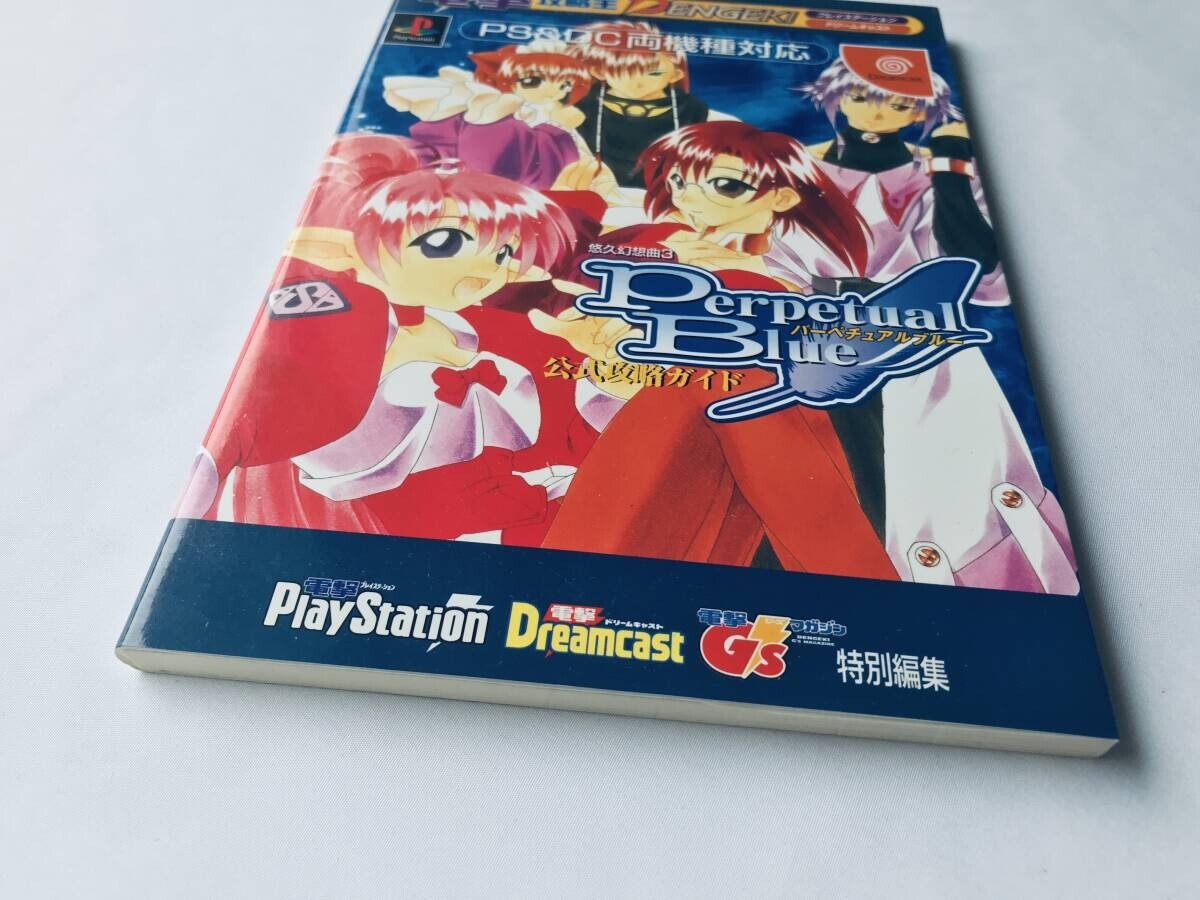 電撃攻略王 DENGEKI
プレイステーション
ドリームキャスト
PlayStation
PS&DC両機種対応
Dreamcast
悠久幻想曲3
Perpetual
Blue
パーペチュアルブルー
公式攻略ガイド
電撃 プレイステーション
PlayStation
電撃 ドリームキャスト
Dreamcast
電撃 G's マガジン
DENGEKI
G'S MAGAZINE
特別編集